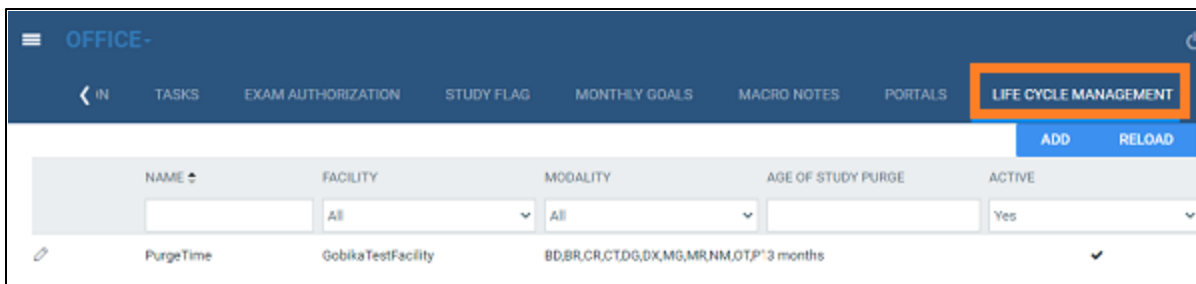 OFFICE-
IN TASKS EXAM AUTHORIZATION STUDY FLAG MONTHLY GOALS MACRO NOTES PORTALS LIFE CYCLE MANAGEMENT
ADD RELOAD
NAME FACILITY MODALITY AGE OF STUDY PURGE ACTIVE
All All Yes
PurgeTime GobikaTestFacility BD,BR,CR,CT,DG,DX,MG,MR,NM,OT,P 3 months